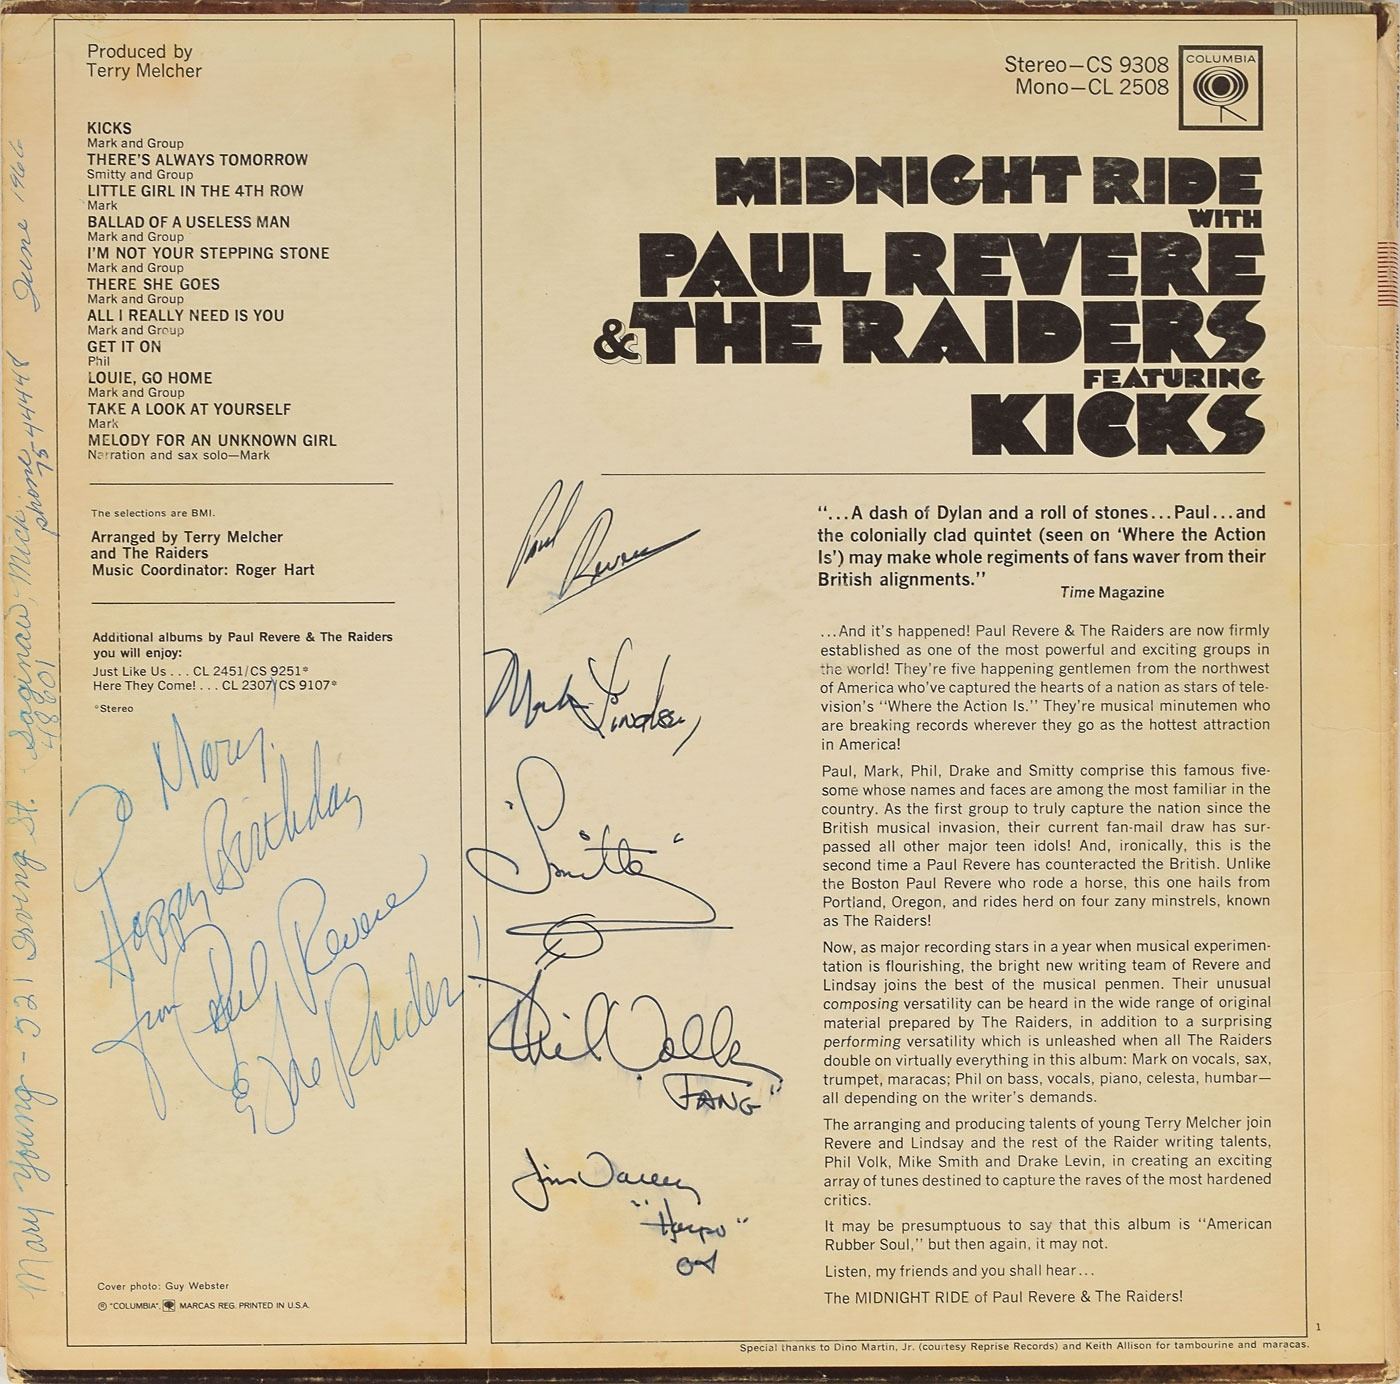 Produced by
Terry Melcher
KICKS
Mark and Group
THERE'S ALWAYS TOMORROW
Smitty and Group
LITTLE GIRL IN THE 4TH ROW
Mark
BALLAD OF A USELESS MAN
Mark and Group
I'M NOT YOUR STEPPING STONE
Mark and Group
THERE SHE GOES
Mark and Group
ALL I REALLY NEED IS YOU
Mark and Group
GET IT ON
Phil
LOUIE, GO HOME
Mark and Group
TAKE A LOOK AT YOURSELF
Mark
MELODY FOR AN UNKNOWN GIRL
Narration and sax solo—Mark
The selections are BMI.
Arranged by Terry Melcher
and The Raiders
Music Coordinator: Roger Hart
Additional albums by Paul Revere & The Raiders
you will enjoy:
Just Like Us . . . CL 2451/CS 9251*
Here They Come! . . . CL 2307/CS 9107*
*Stereo
To Mary,
Happy Birthday
from Paul Revere
& The Raiders!
Cover photo: Guy Webster
® "COLUMBIA", MARCAS REG. PRINTED IN U.S.A.
Mary Young - 521 Irving St. Saginaw, Mich. phone 75-44448 June 1966
48601
Stereo—CS 9308
Mono—CL 2508
COLUMBIA
MIDNIGHT RIDE
WITH
PAUL REVERE
& THE RAIDERS
FEATURING
KICKS
Paul Revere
Mark Lindsay
"Smitty"
Phil Volk
"FANG"
Jim Valley
"Harpo"
"...A dash of Dylan and a roll of stones...Paul...and
the colonially clad quintet (seen on 'Where the Action
Is') may make whole regiments of fans waver from their
British alignments."
Time Magazine
...And it's happened! Paul Revere & The Raiders are now firmly
established as one of the most powerful and exciting groups in
the world! They're five happening gentlemen from the northwest
of America who've captured the hearts of a nation as stars of tele-
vision's "Where the Action Is." They're musical minutemen who
are breaking records wherever they go as the hottest attraction
in America!
Paul, Mark, Phil, Drake and Smitty comprise this famous five-
some whose names and faces are among the most familiar in the
country. As the first group to truly capture the nation since the
British musical invasion, their current fan-mail draw has sur-
passed all other major teen idols! And, ironically, this is the
second time a Paul Revere has counteracted the British. Unlike
the Boston Paul Revere who rode a horse, this one hails from
Portland, Oregon, and rides herd on four zany minstrels, known
as The Raiders!
Now, as major recording stars in a year when musical experimen-
tation is flourishing, the bright new writing team of Revere and
Lindsay joins the best of the musical penmen. Their unusual
composing versatility can be heard in the wide range of original
material prepared by The Raiders, in addition to a surprising
performing versatility which is unleashed when all The Raiders
double on virtually everything in this album: Mark on vocals, sax,
trumpet, maracas; Phil on bass, vocals, piano, celesta, humbar—
all depending on the writer's demands.
The arranging and producing talents of young Terry Melcher join
Revere and Lindsay and the rest of the Raider writing talents,
Phil Volk, Mike Smith and Drake Levin, in creating an exciting
array of tunes destined to capture the raves of the most hardened
critics.
It may be presumptuous to say that this album is "American
Rubber Soul," but then again, it may not.
Listen, my friends and you shall hear...
The MIDNIGHT RIDE of Paul Revere & The Raiders!
1
Special thanks to Dino Martin, Jr. (courtesy Reprise Records) and Keith Allison for tambourine and maracas.